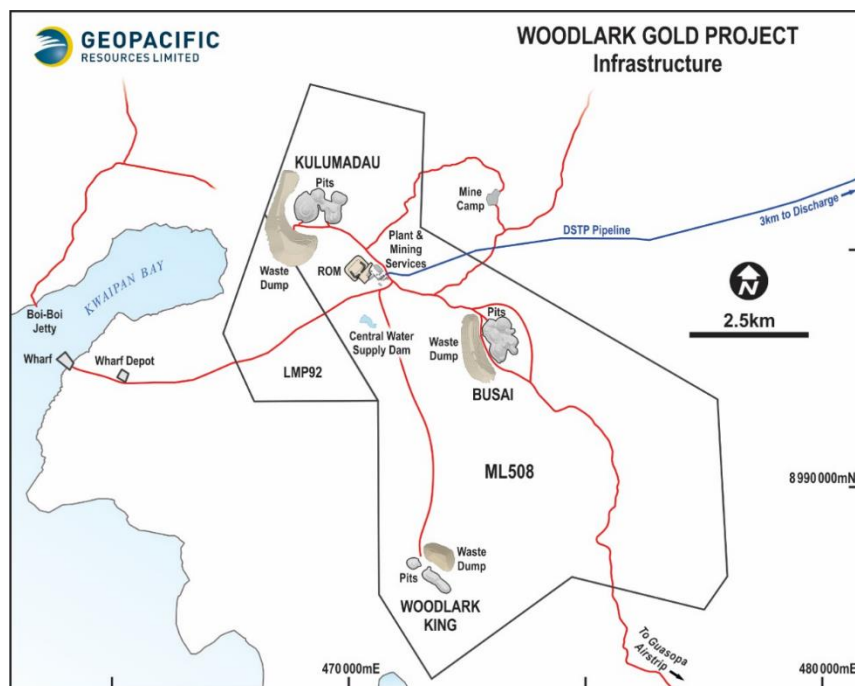 GEOPACIFIC
RESOURCES LIMITED
WOODLARK GOLD PROJECT
Infrastructure
KULUMADAU
Pits
Mine
Camp
3km to Discharge
DSTP Pipeline
Plant &
Mining
Services
Waste
Dump
ROM
KWAIPAN BAY
N
2.5km
Boi-Boi
Jetty
Pits
Central Water
Supply Dam
Waste
Dump
Wharf
Wharf Depot
LMP92
BUSAI
ML508
8 990 000mN
Waste
Dump
Pits
WOODLARK
KING
To Guasopa
Airstrip
470 000mE
480 000mE